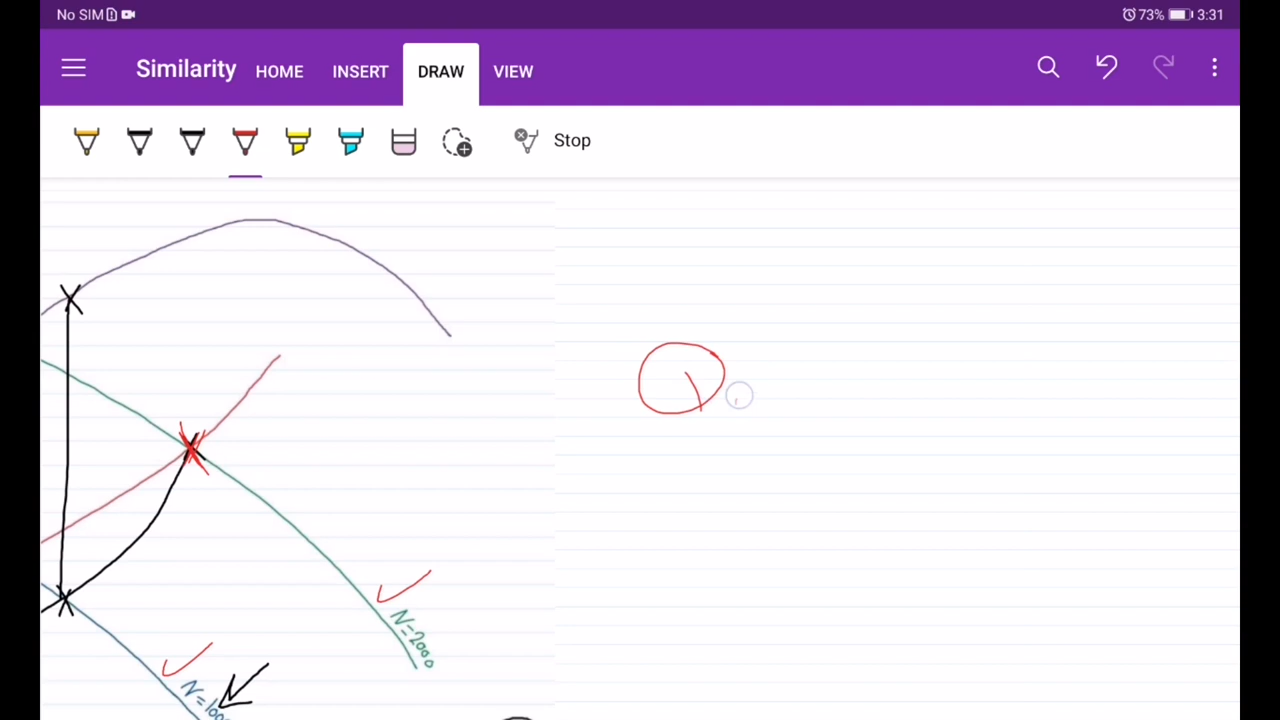 No SIM 73% 3:31
Similarity HOME INSERT DRAW VIEW
Stop
Q
N=2000